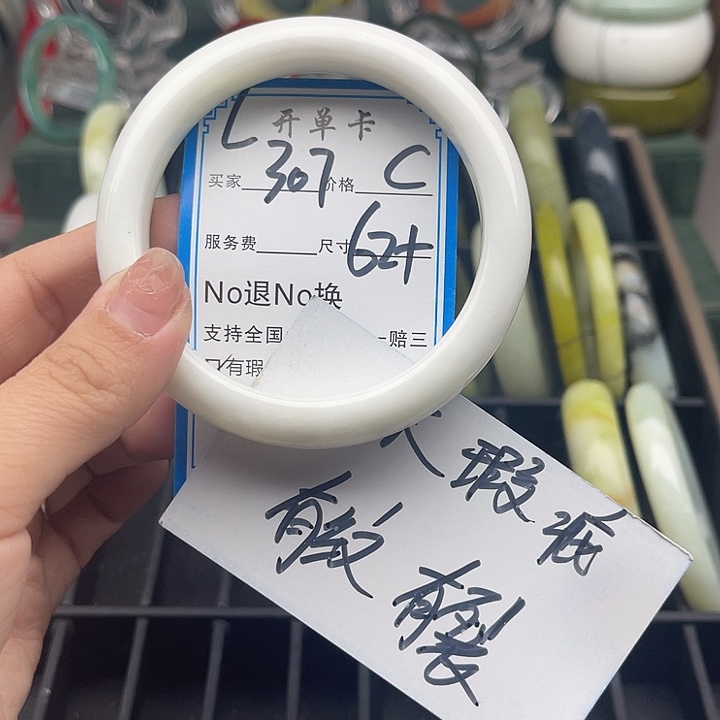 L 开单卡
买家 307 价格 C
服务费 尺寸 62+
No退No换
支持全国 一赔三
有瑕
瑕疵
有纹
有裂